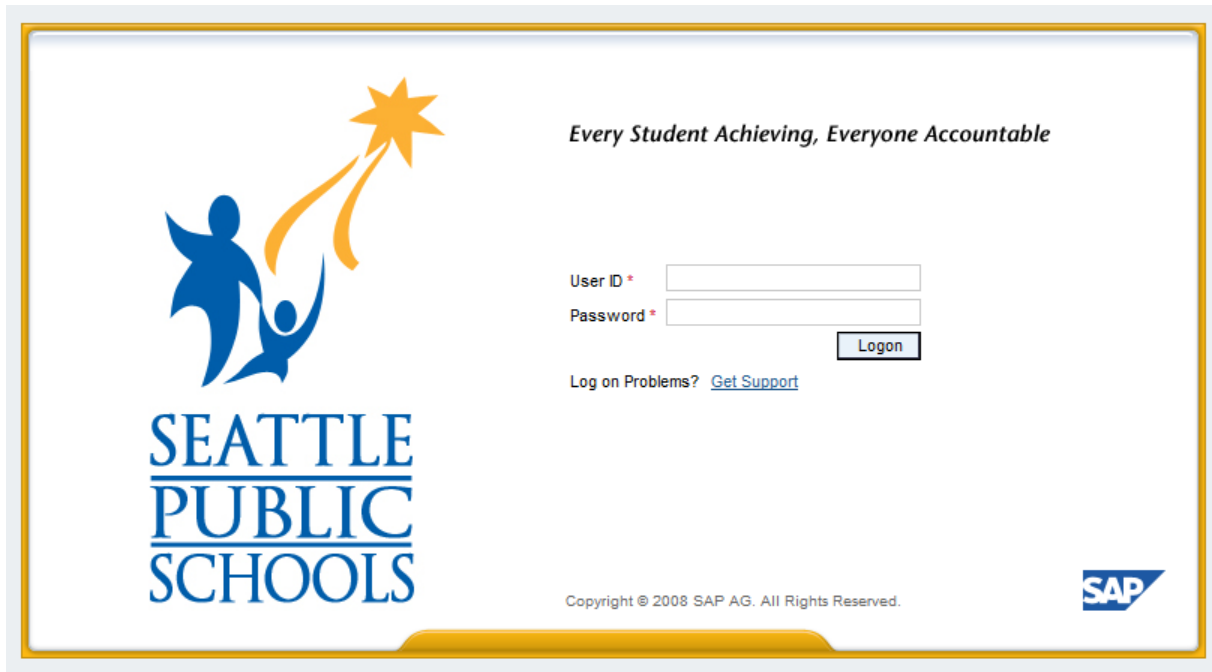 Every Student Achieving, Everyone Accountable
User ID *
Password *
Logon
Log on Problems? Get Support
SEATTLE
PUBLIC
SCHOOLS
Copyright © 2008 SAP AG. All Rights Reserved.
SAP